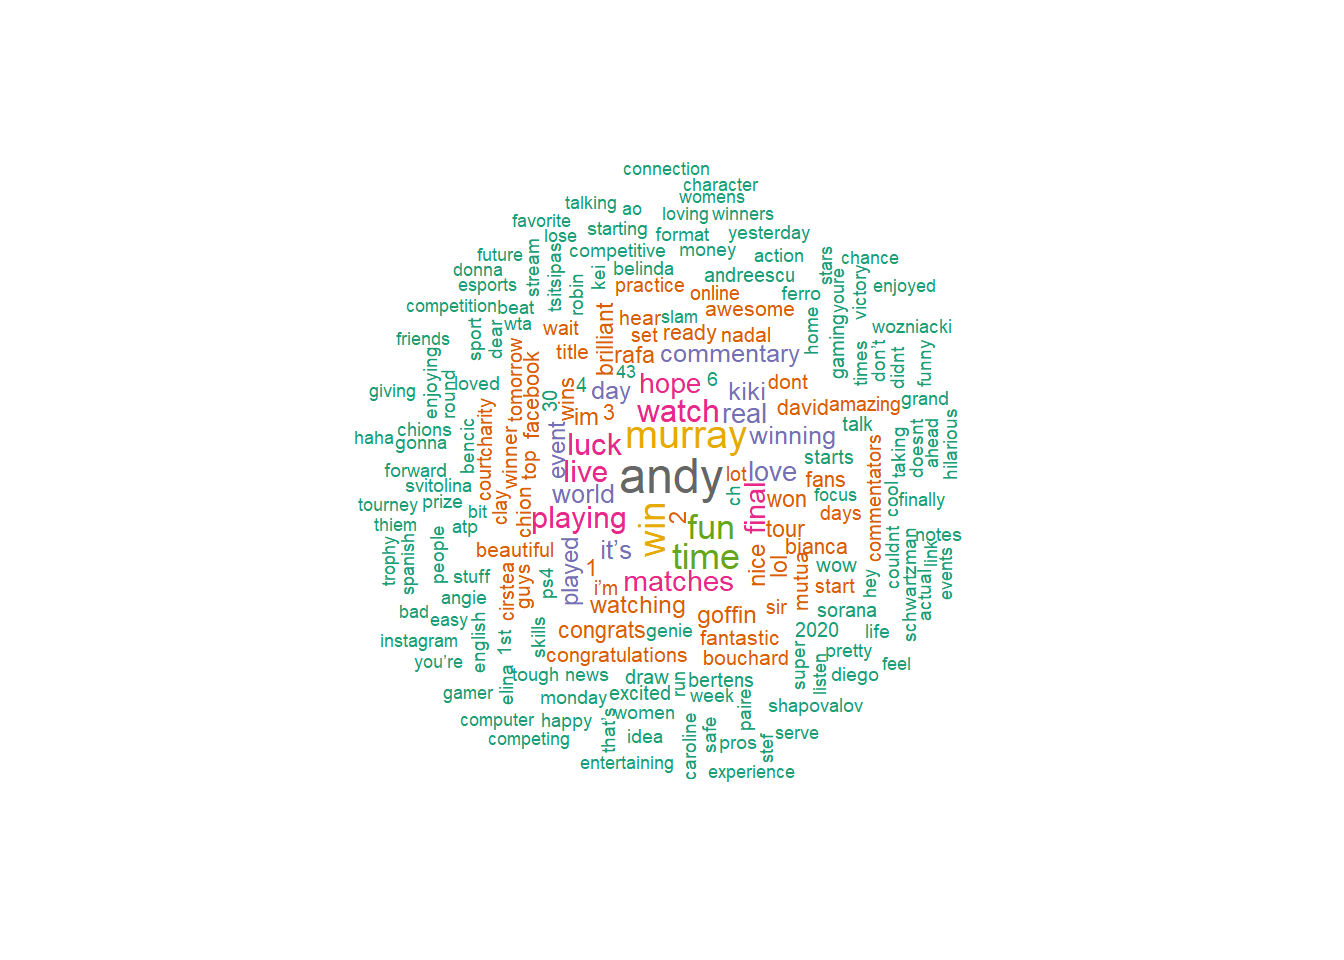 connection
character
womens
talking
ao
loving
winners
favorite
starting
format
yesterday
lose
competitive
money
action
chance
future
stream
tsitsipas
stars
donna
robin
kei
belinda
andreescu
victory
esports
practice
online
ferro
gamingyoure
enjoyed
competition
beat
wta
wait
brilliant
hear
slam
awesome
home
wozniacki
friends
sport
dear
title
set
ready
nadal
times
don’t
didnt
funny
rafa
commentary
enjoying
round
loved
tomorrow
facebook
30
wins
4
43
day
hope
6
kiki
dont
giving
im
3
watch
real
david
amazing
grand
haha
chions
gonna
bencic
courtcharity
winner
top
event
luck
murray
winning
talk
taking
doesnt
ahead
hilarious
forward
svitolina
live
andy
lot
love
starts
commentators
tourney
prize
bit
clay
chion
world
ch
final
won
fans
focus
cool
finally
thiem
atp
playing
win
2
fun
tour
days
trophy
spanish
people
beautiful
played
it’s
time
nice
lol
bianca
couldnt
notes
link
stuff
ps4
1
i’m
matches
mutua
wow
hey
schwartzman
actual
events
angie
cirstea
guys
watching
goffin
sir
start
bad
easy
congrats
genie
fantastic
2020
sorana
life
instagram
english
1st
skills
congratulations
bouchard
super
listen
pretty
you’re
elina
tough
news
draw
run
bertens
diego
feel
gamer
monday
excited
week
paire
shapovalov
computer
happy
that’s
women
caroline
safe
stef
serve
competing
idea
pros
entertaining
experience